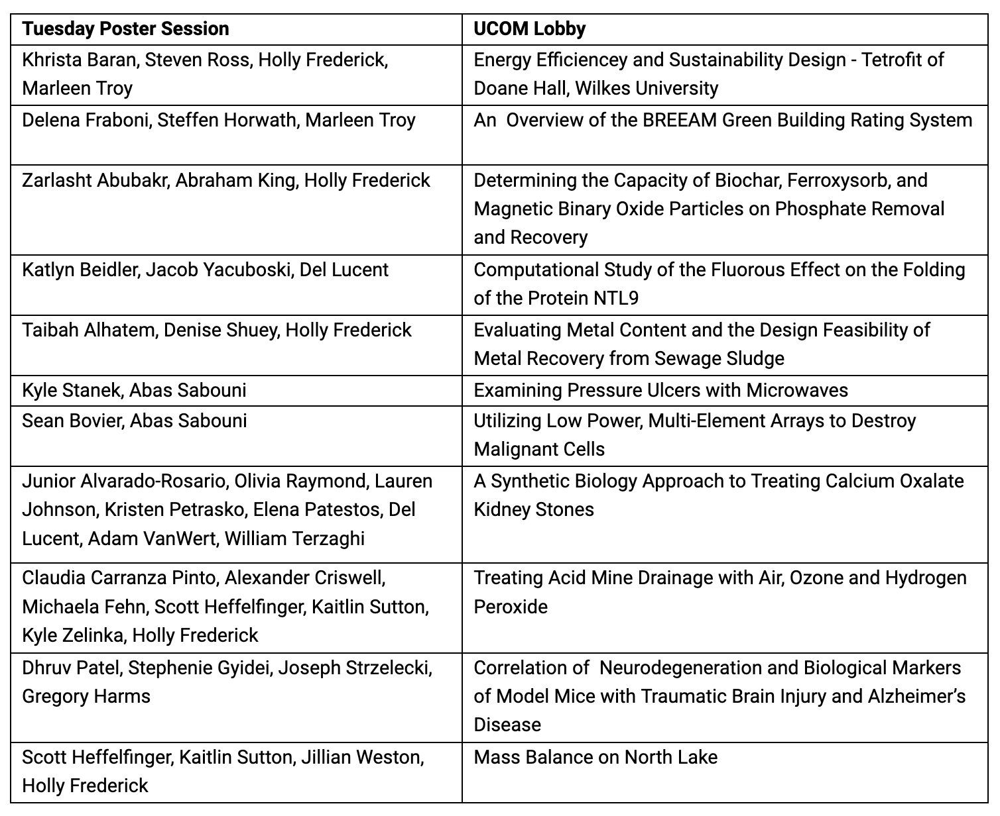 Tuesday Poster Session
UCOM Lobby
Khrista Baran, Steven Ross, Holly Frederick,
Marleen Troy
Energy Efficiencey and Sustainability Design - Tetrofit of
Doane Hall, Wilkes University
Delena Fraboni, Steffen Horwath, Marleen Troy
An  Overview of the BREEAM Green Building Rating System
Zarlasht Abubakr, Abraham King, Holly Frederick
Determining the Capacity of Biochar, Ferroxysorb, and
Magnetic Binary Oxide Particles on Phosphate Removal
and Recovery
Katlyn Beidler, Jacob Yacuboski, Del Lucent
Computational Study of the Fluorous Effect on the Folding
of the Protein NTL9
Taibah Alhatem, Denise Shuey, Holly Frederick
Evaluating Metal Content and the Design Feasibility of
Metal Recovery from Sewage Sludge
Kyle Stanek, Abas Sabouni
Examining Pressure Ulcers with Microwaves
Sean Bovier, Abas Sabouni
Utilizing Low Power, Multi-Element Arrays to Destroy
Malignant Cells
Junior Alvarado-Rosario, Olivia Raymond, Lauren
Johnson, Kristen Petrasko, Elena Patestos, Del
Lucent, Adam VanWert, William Terzaghi
A Synthetic Biology Approach to Treating Calcium Oxalate
Kidney Stones
Claudia Carranza Pinto, Alexander Criswell,
Michaela Fehn, Scott Heffelfinger, Kaitlin Sutton,
Kyle Zelinka, Holly Frederick
Treating Acid Mine Drainage with Air, Ozone and Hydrogen
Peroxide
Dhruv Patel, Stephenie Gyidei, Joseph Strzelecki,
Gregory Harms
Correlation of  Neurodegeneration and Biological Markers
of Model Mice with Traumatic Brain Injury and Alzheimer’s
Disease
Scott Heffelfinger, Kaitlin Sutton, Jillian Weston,
Holly Frederick
Mass Balance on North Lake